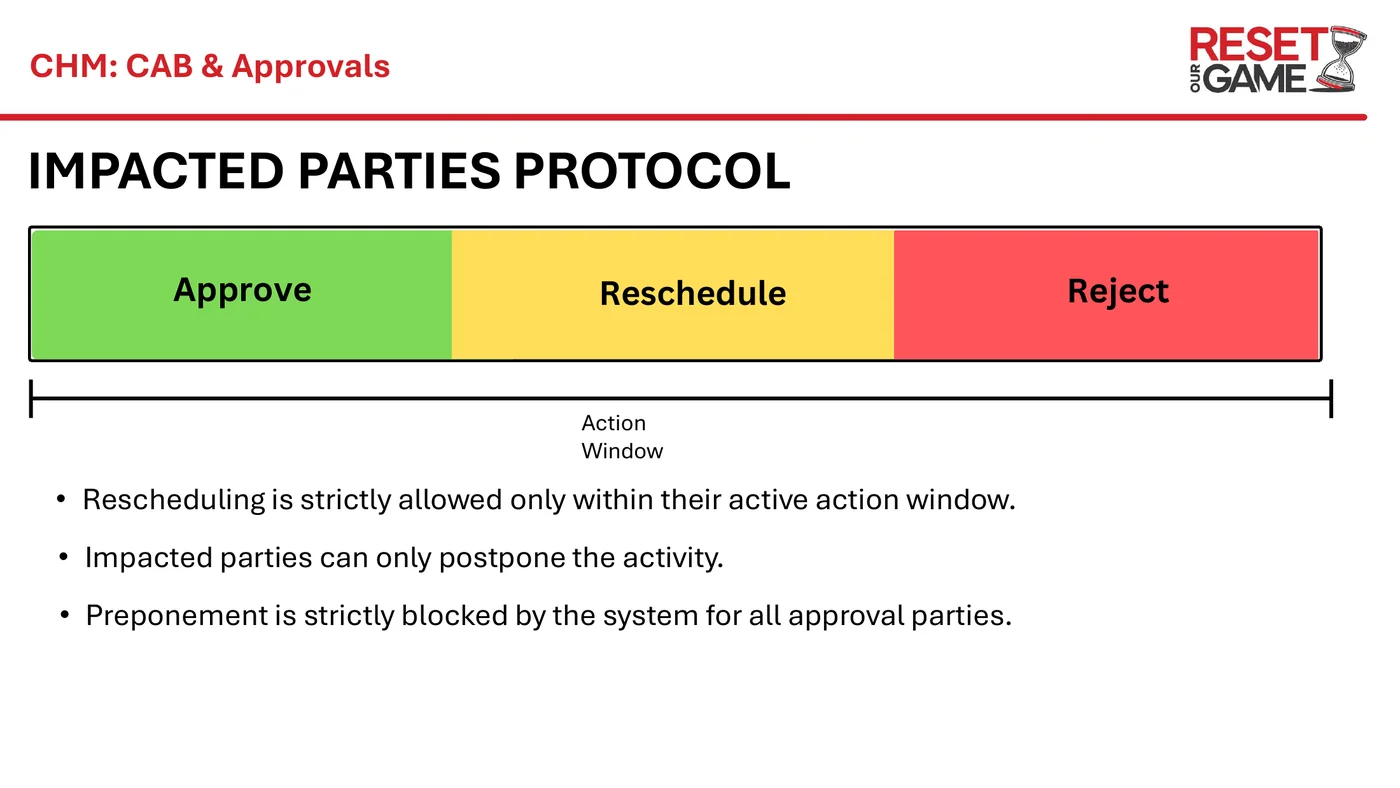 CHM: CAB & Approvals
RESET
OUR GAME
IMPACTED PARTIES PROTOCOL
Approve
Reschedule
Reject
Action
Window
• Rescheduling is strictly allowed only within their active action window.
• Impacted parties can only postpone the activity.
• Preponement is strictly blocked by the system for all approval parties.